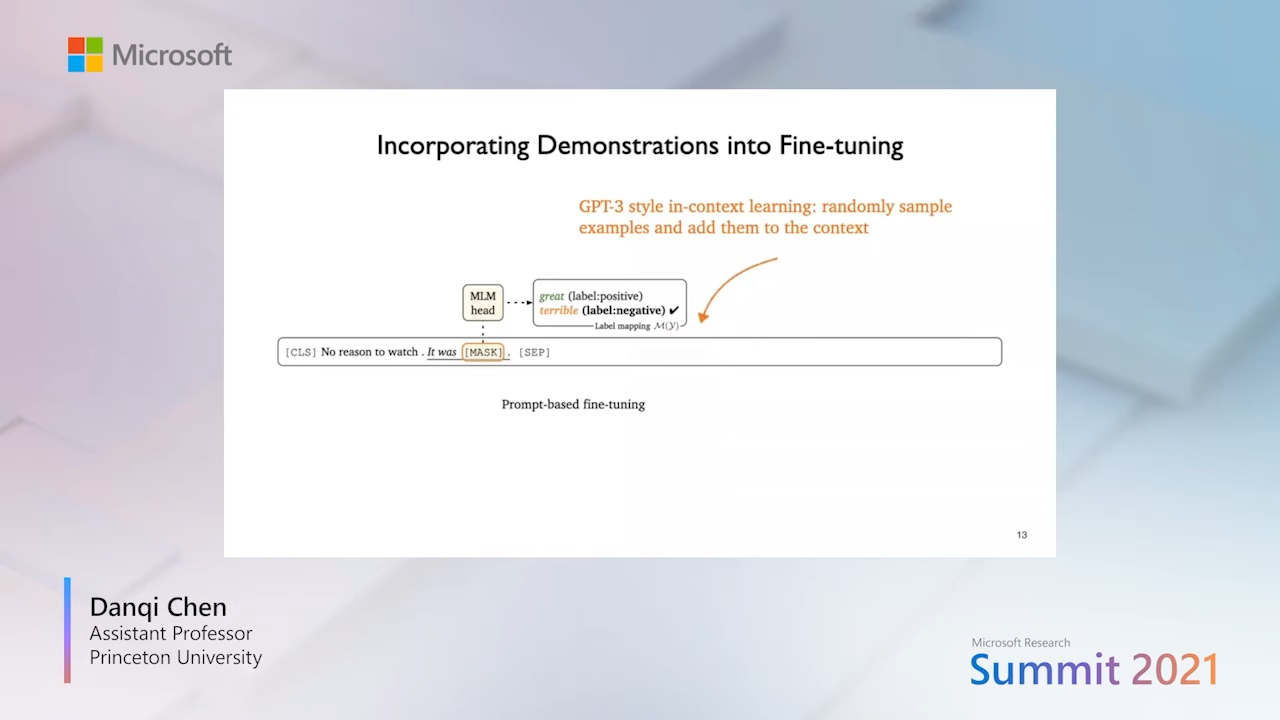 Microsoft
Incorporating Demonstrations into Fine-tuning
GPT-3 style in-context learning: randomly sample
examples and add them to the context
MLM
head
great (label:positive)
terrible (label:negative) ✔
Label mapping M(Y)
[CLS] No reason to watch . It was [MASK] . [SEP]
Prompt-based fine-tuning
13
Danqi Chen
Assistant Professor
Princeton University
Microsoft Research
Summit 2021